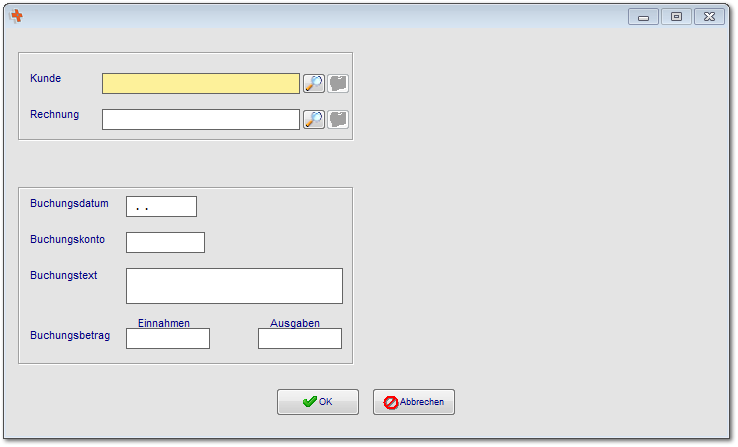 Kunde
Rechnung
Buchungsdatum . .
Buchungskonto
Buchungstext
Einnahmen Ausgaben
Buchungsbetrag
OK Abbrechen